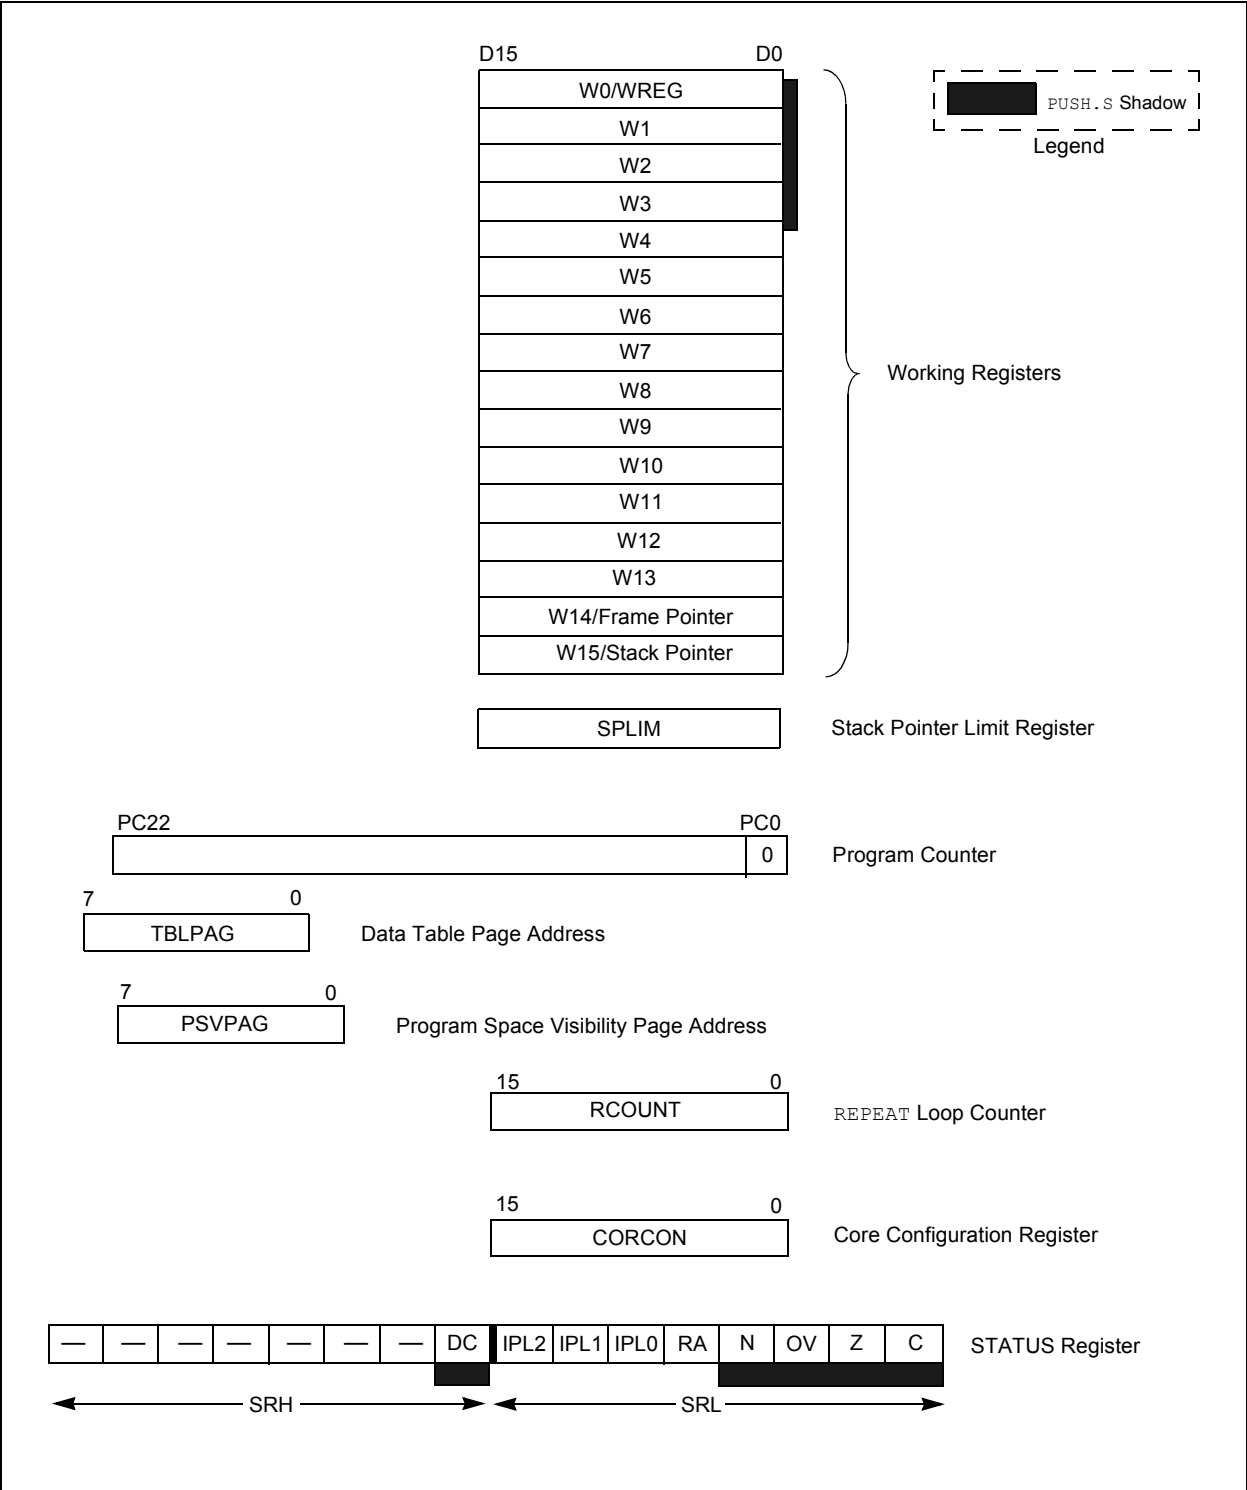 D15 D0
W0/WREG
PUSH.S Shadow
Legend
W1
W2
W3
W4
W5
W6
W7
W8
W9
W10
W11
W12
W13
W14/Frame Pointer
W15/Stack Pointer
Working Registers
SPLIM Stack Pointer Limit Register
PC22 PC0
0 Program Counter
7 0
TBLPAG Data Table Page Address
7 0
PSVPAG Program Space Visibility Page Address
15 0
RCOUNT REPEAT Loop Counter
15 0
CORCON Core Configuration Register
— — — — — — — DC IPL2 IPL1 IPL0 RA N OV Z C STATUS Register
SRH SRL